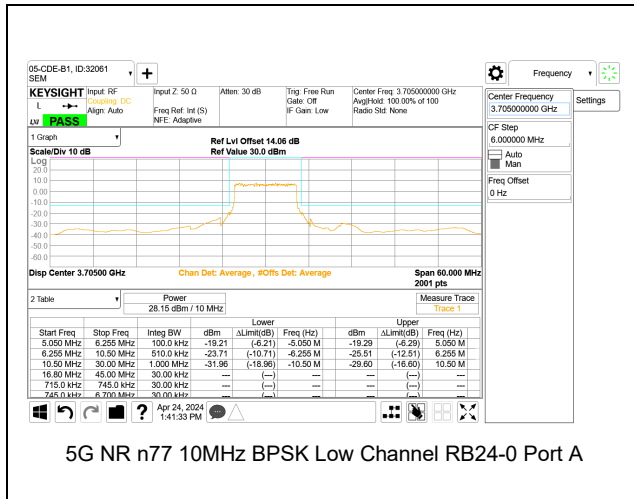 05-CDE-B1, ID:32061
SEM
Frequency
KEYSIGHT
L
LXI PASS
Input: RF
Coupling: DC
Align: Auto
Input Z: 50 Ω
Freq Ref: Int (S)
NFE: Adaptive
Atten: 30 dB
Trig: Free Run
Gate: Off
IF Gain: Low
Center Freq: 3.705000000 GHz
Avg|Hold: 100.00% of 100
Radio Std: None
Center Frequency
3.705000000 GHz
Settings
CF Step
6.000000 MHz
Auto
Man
Freq Offset
0 Hz
1 Graph
Scale/Div 10 dB
Ref Lvl Offset 14.06 dB
Ref Value 30.0 dBm
Log
20.0
10.0
0.00
-10.0
-20.0
-30.0
-40.0
-50.0
-60.0
Disp Center 3.70500 GHz
Chan Det: Average, #Offs Det: Average
Span 60.000 MHz
2001 pts
2 Table
Power
28.15 dBm / 10 MHz
Measure Trace
Trace 1
Lower Upper
Start Freq Stop Freq Integ BW dBm ΔLimit(dB) Freq (Hz) dBm ΔLimit(dB) Freq (Hz)
5.050 MHz 6.255 MHz 100.0 kHz -19.21 (-6.21) -5.050 M -19.29 (-6.29) 5.050 M
6.255 MHz 10.50 MHz 510.0 kHz -23.71 (-10.71) -6.255 M -25.51 (-12.51) 6.255 M
10.50 MHz 30.00 MHz 1.000 MHz -31.96 (-18.96) -10.50 M -29.60 (-16.60) 10.50 M
16.80 MHz 45.00 MHz 30.00 kHz --- (---) --- --- (---) ---
715.0 kHz 745.0 kHz 30.00 kHz --- (---) --- --- (---) ---
745.0 kHz 6.700 MHz 30.00 kHz --- (---) --- --- (---) ---
Apr 24, 2024
1:41:33 PM
5G NR n77 10MHz BPSK Low Channel RB24-0 Port A